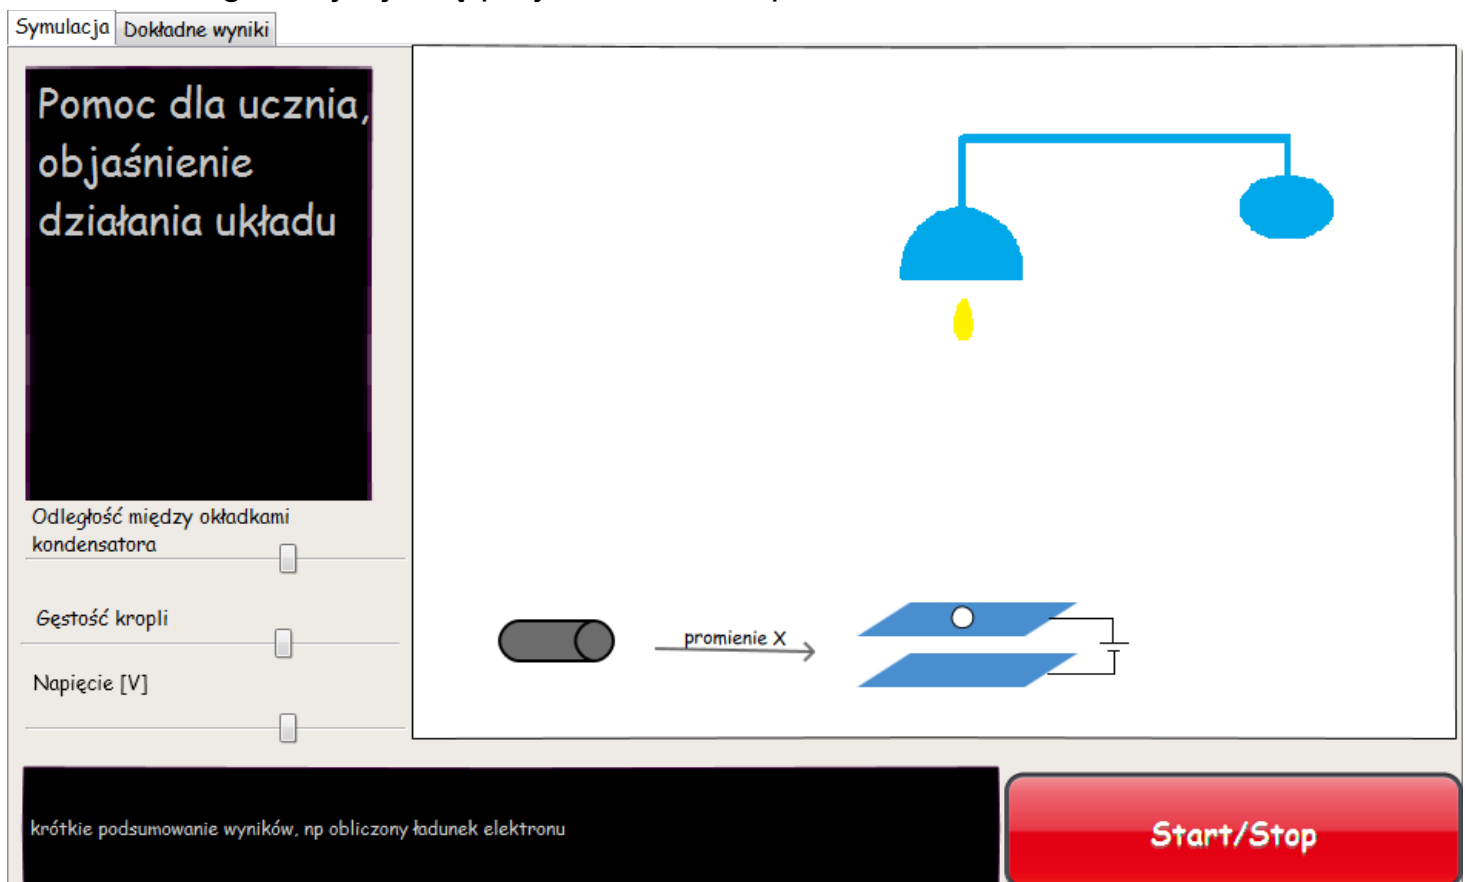 Symulacja
Dokładne wyniki
Pomoc dla ucznia,
objaśnienie
działania układu
Odległość między okładkami
kondensatora
Gęstość kropli
Napięcie [V]
promienie X
krótkie podsumowanie wyników, np obliczony ładunek elektronu
Start/Stop